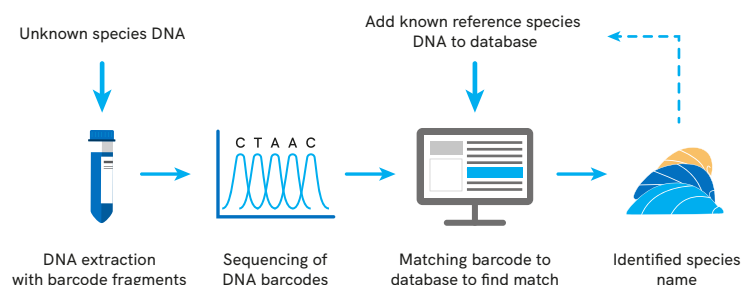 Unknown species DNA
Add known reference species
DNA to database
C T A A C
DNA extraction
with barcode fragments
Sequencing of
DNA barcodes
Matching barcode to
database to find match
Identified species
name